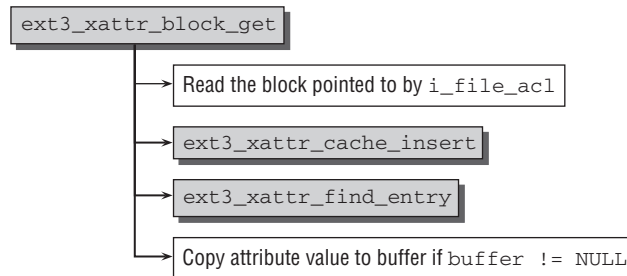 ext3_xattr_block_get
Read the block pointed to by i_file_acl
ext3_xattr_cache_insert
ext3_xattr_find_entry
Copy attribute value to buffer if buffer != NULL